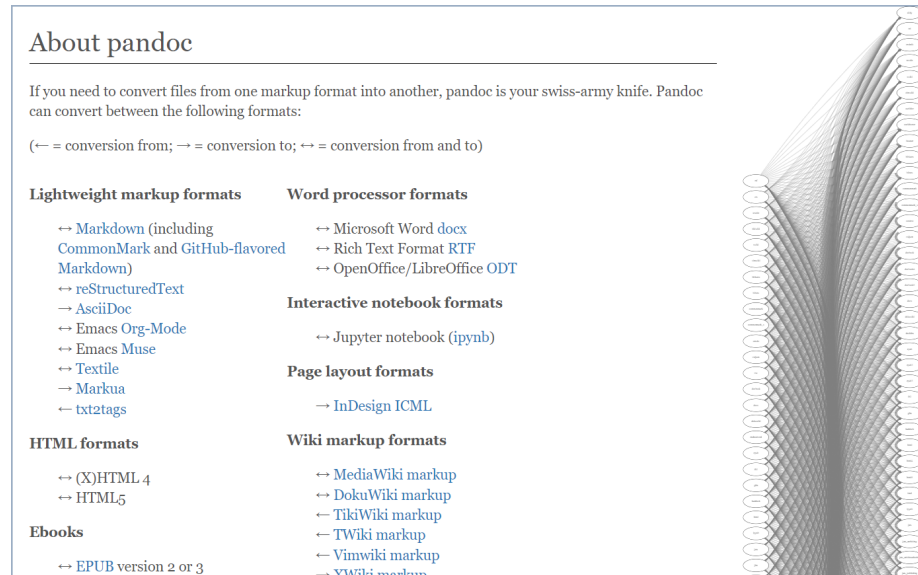 About pandoc
If you need to convert files from one markup format into another, pandoc is your swiss-army knife. Pandoc
can convert between the following formats:
(← = conversion from; → = conversion to; ↔ = conversion from and to)
Lightweight markup formats
↔ Markdown (including
CommonMark and GitHub-flavored
Markdown)
↔ reStructuredText
→ AsciiDoc
↔ Emacs Org-Mode
↔ Emacs Muse
↔ Textile
→ Markua
← txt2tags
HTML formats
↔ (X)HTML 4
↔ HTML5
Ebooks
↔ EPUB version 2 or 3
Word processor formats
↔ Microsoft Word docx
↔ Rich Text Format RTF
↔ OpenOffice/LibreOffice ODT
Interactive notebook formats
↔ Jupyter notebook (ipynb)
Page layout formats
→ InDesign ICML
Wiki markup formats
↔ MediaWiki markup
↔ DokuWiki markup
← TikiWiki markup
← TWiki markup
← Vimwiki markup
→ XWiki markup